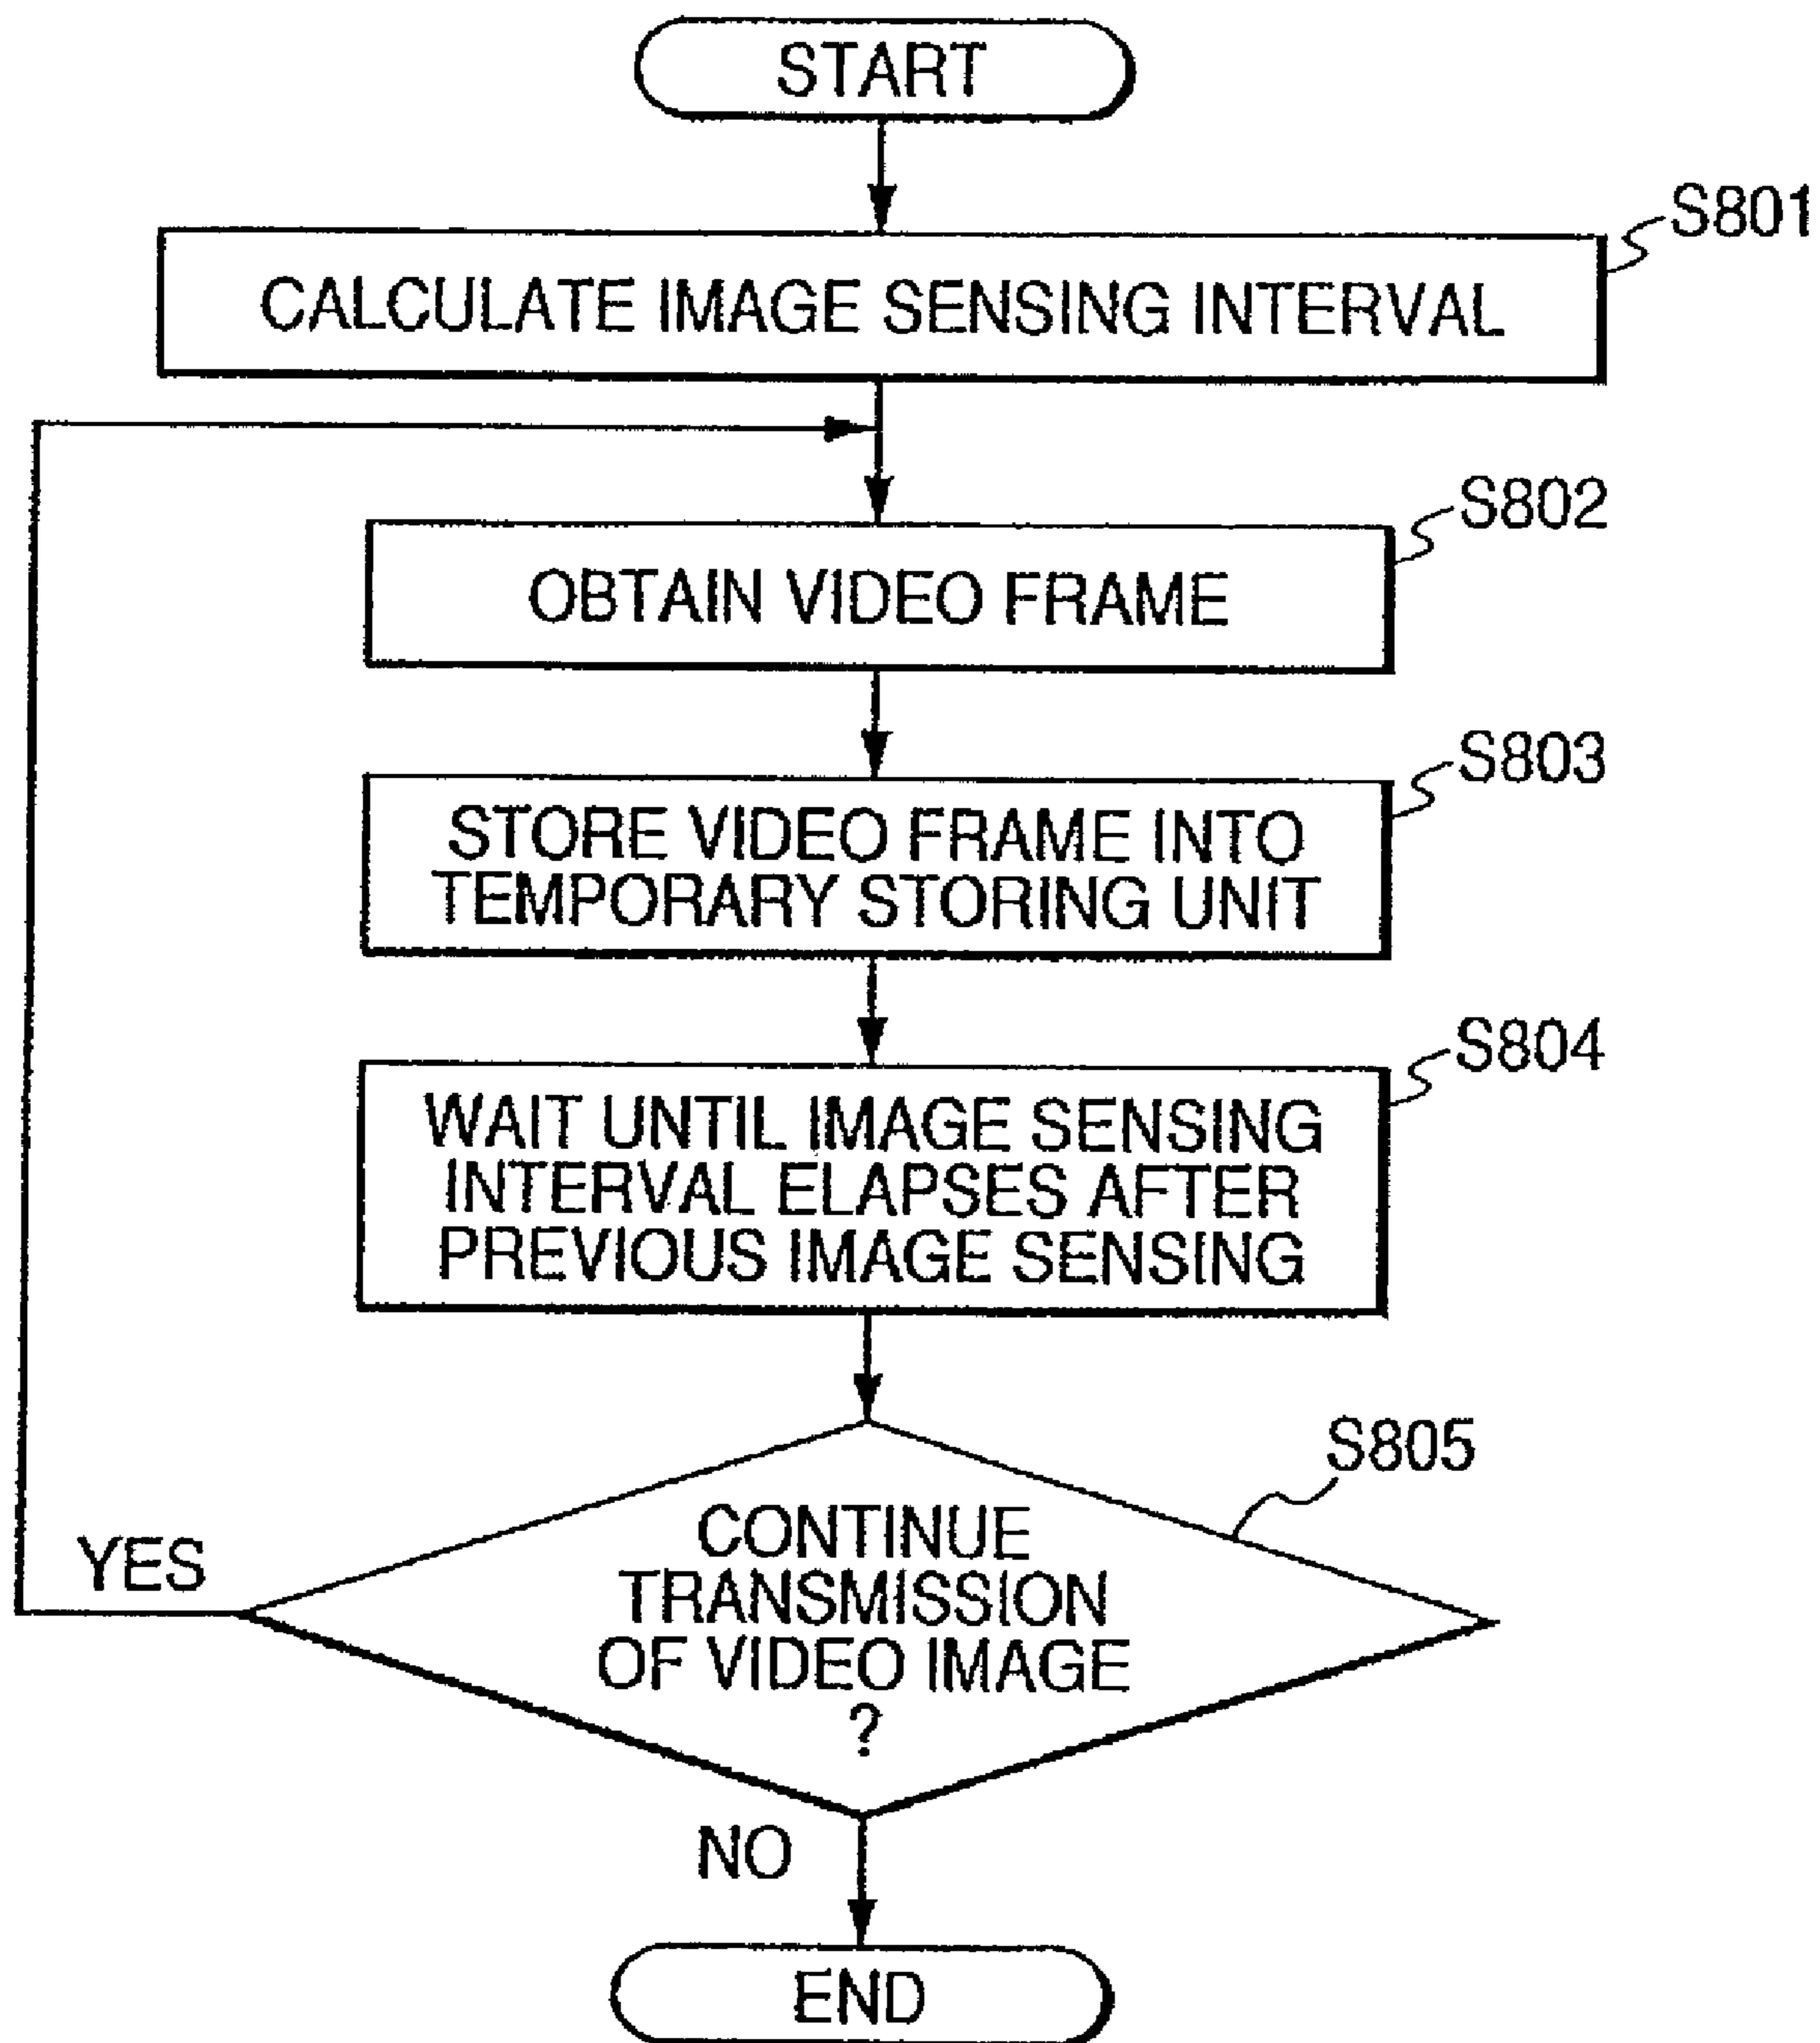 START
S801
CALCULATE IMAGE SENSING INTERVAL
S802
OBTAIN VIDEO FRAME
S803
STORE VIDEO FRAME INTO
TEMPORARY STORING UNIT
S804
WAIT UNTIL IMAGE SENSING
INTERVAL ELAPSES AFTER
PREVIOUS IMAGE SENSING
S805
YES
CONTINUE
TRANSMISSION
OF VIDEO IMAGE
?
NO
END